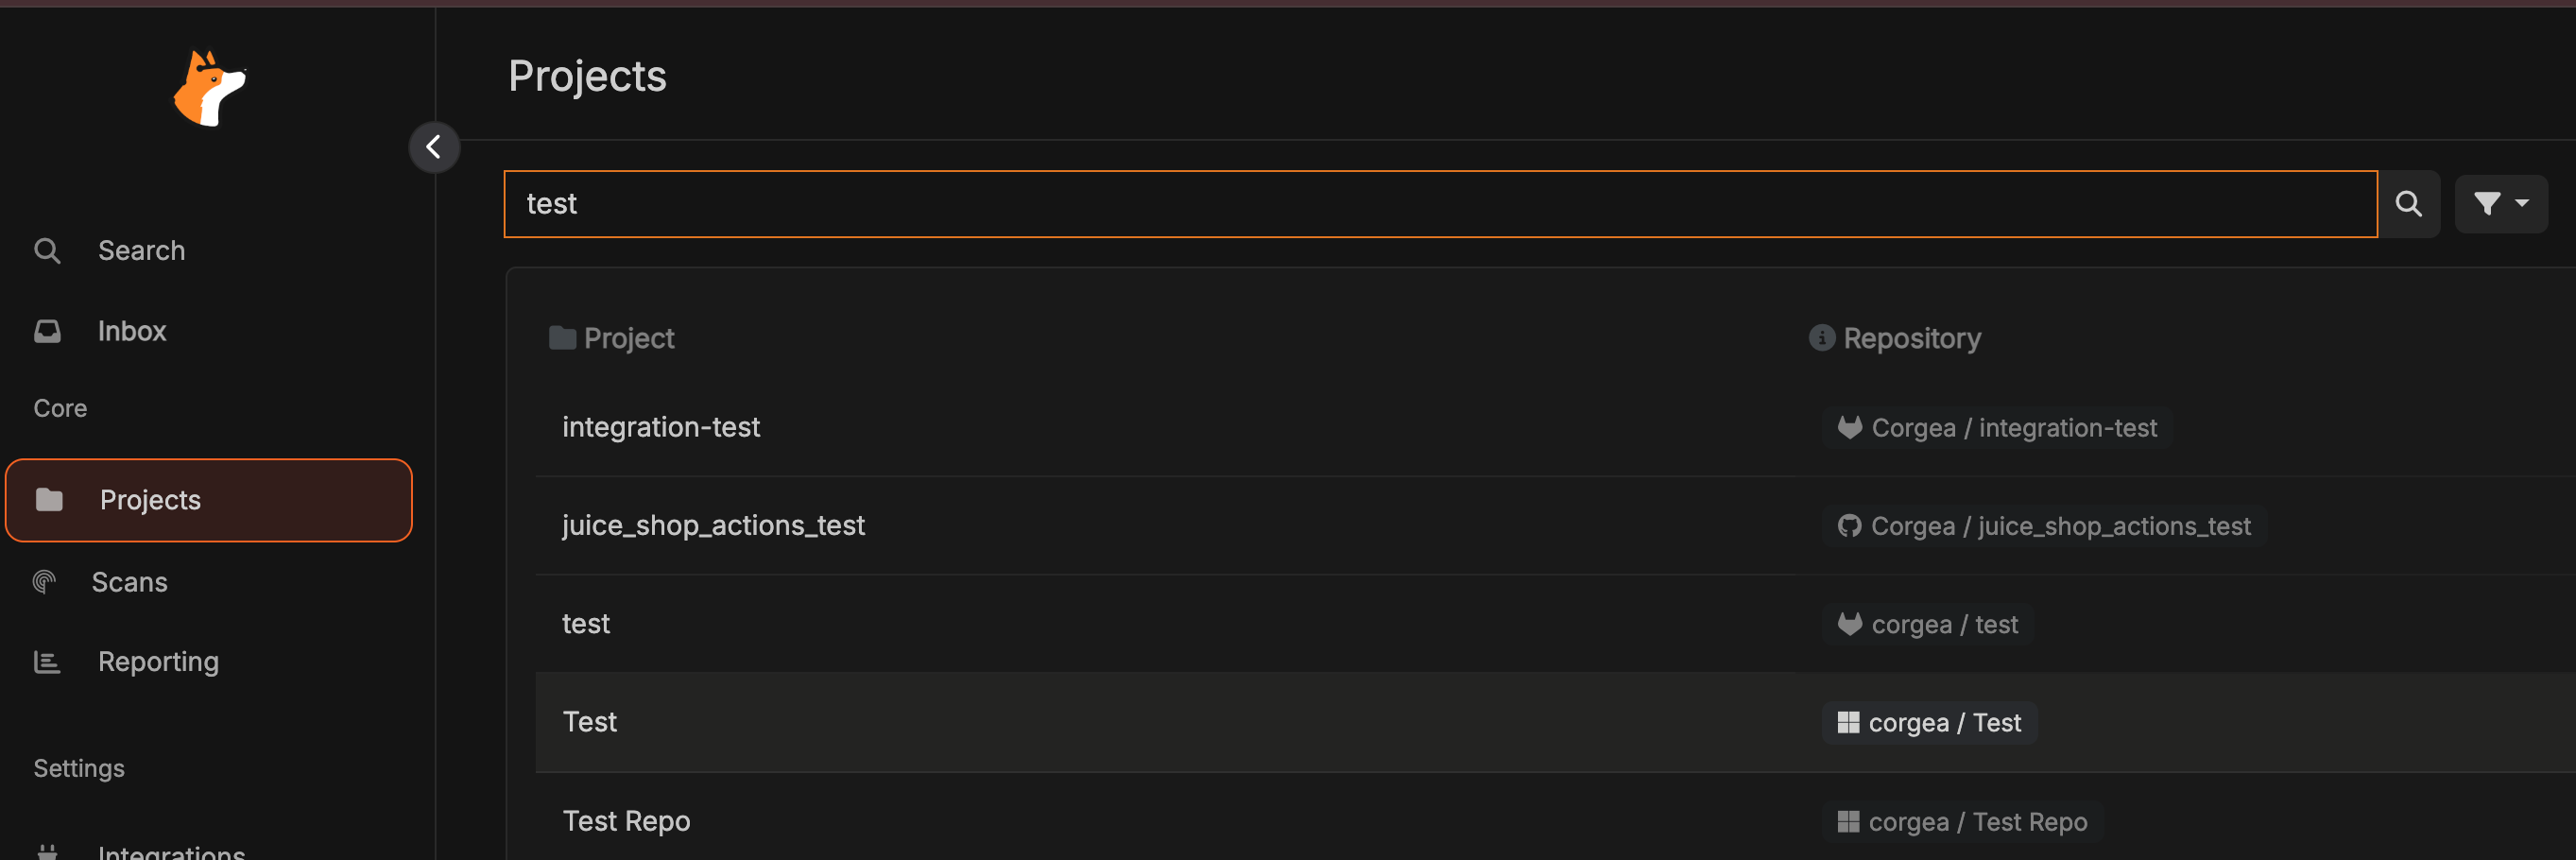 Projects
test
Search
Inbox
Core
Projects
Scans
Reporting
Settings
Integrations
Project Repository
integration-test Corgea / integration-test
juice_shop_actions_test Corgea / juice_shop_actions_test
test corgea / test
Test corgea / Test
Test Repo corgea / Test Repo